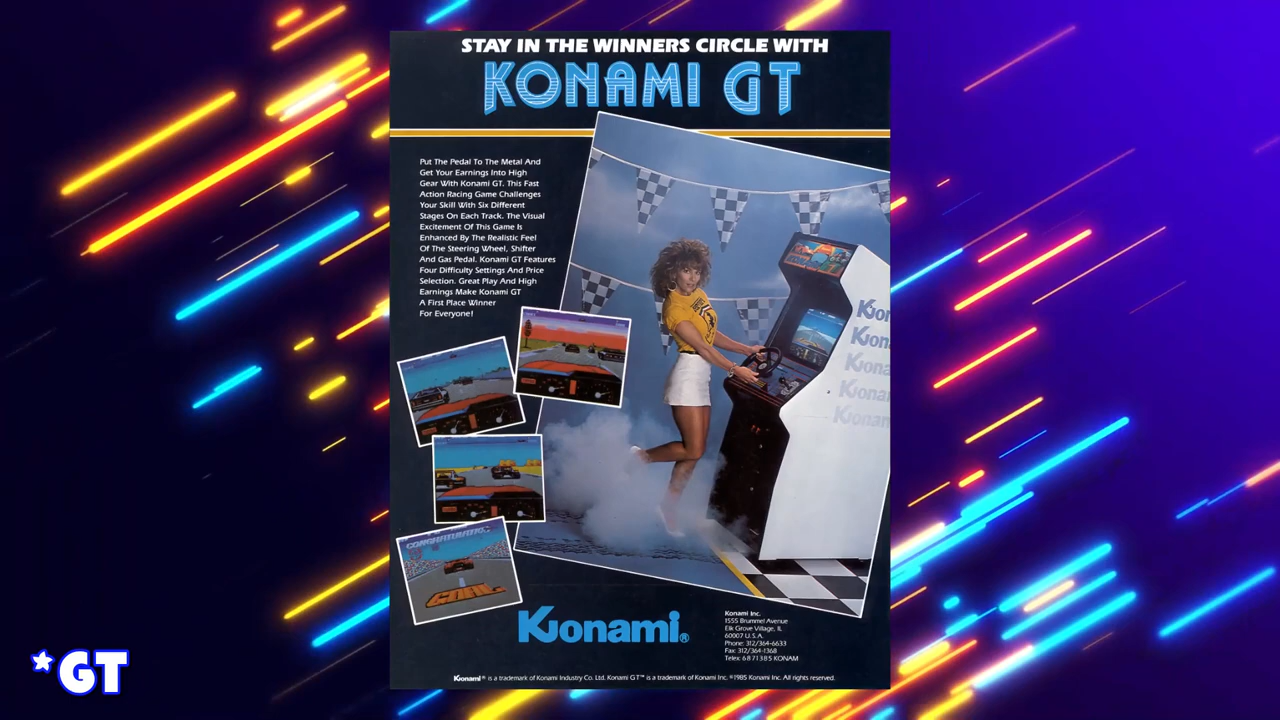 STAY IN THE WINNERS CIRCLE WITH
KONAMI GT
Put The Pedal To The Metal And
Get Your Earnings Into High
Gear With Konami GT. This Fast
Action Racing Game Challenges
Your Skill With Six Different
Stages On Each Track. The Visual
Excitement Of This Game Is
Enhanced By The Realistic Feel
Of The Steering Wheel, Shifter
And Gas Pedal. Konami GT Features
Four Difficulty Settings And Price
Selection. Great Play And High
Earnings Make Konami GT
A First Place Winner
For Everyone!
Konami
Konami
Konami
Konami
Konami
GOAL
Konami®
Konami Inc.
1555 Brummel Avenue
Elk Grove Village, IL
60007 U.S.A.
Phone: 312/364-6633
Fax: 312/364-1368
Telex: 6871385 KONAM
Konami® is a trademark of Konami Industry Co. Ltd. Konami GT™ is a trademark of Konami Inc. ©1985 Konami Inc. All rights reserved.
*GT